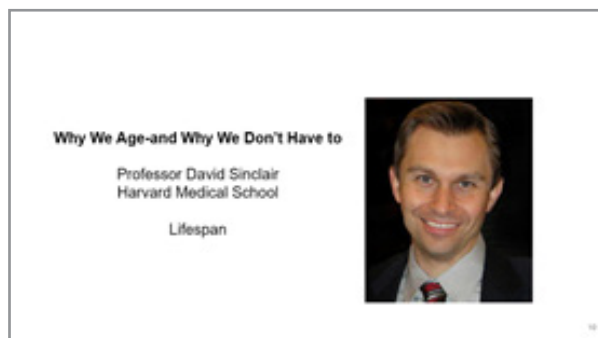 Why We Age-and Why We Don't Have to
Professor David Sinclair
Harvard Medical School
Lifespan